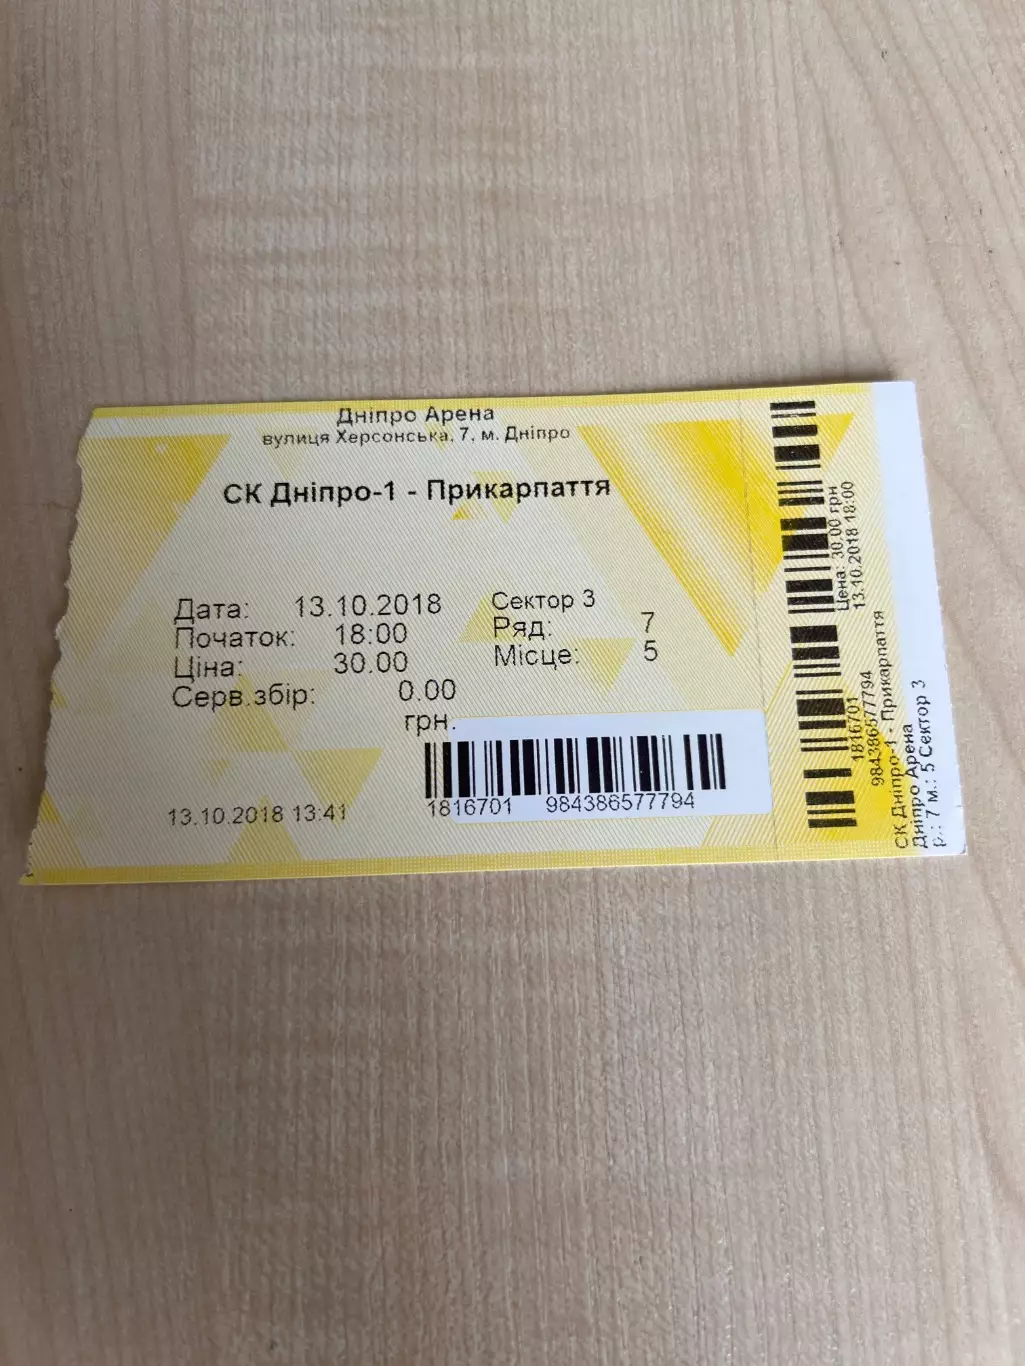 Дніпро Арена
вулиця Херсонська, 7, м. Дніпро
СК Дніпро-1 - Прикарпаття
Дата: 13.10.2018
Початок: 18:00
Ціна: 30.00
Серв.збір: 0.00
грн.
Сектор 3
Ряд: 7
Місце: 5
13.10.2018 13:41
1816701 984386577794
Цена: 30,00 грн
13.10.2018 18:00
1816701
984386577794
СК Дніпро-1 - Прикарпаття
Дніпро Арена
р.: 7 м.: 5 Сектор 3